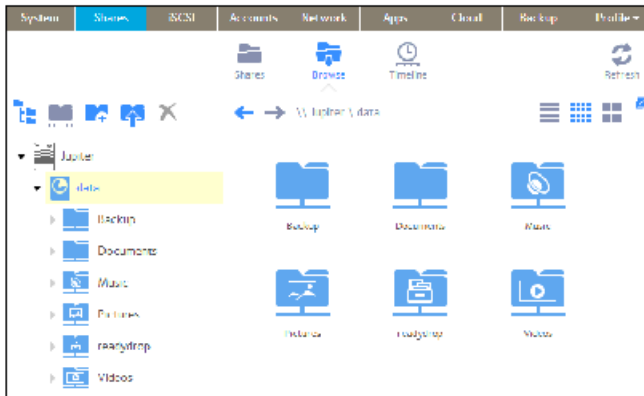 System Shares iSCSI Accounts Network Apps Cloud Backup Profile
Shares Browse Timeline Refresh
\\ Jupiter \ data
Jupiter
data
Backup
Documents
Music
Pictures
readydrop
Videos
Backup Documents Music
Pictures readydrop Videos